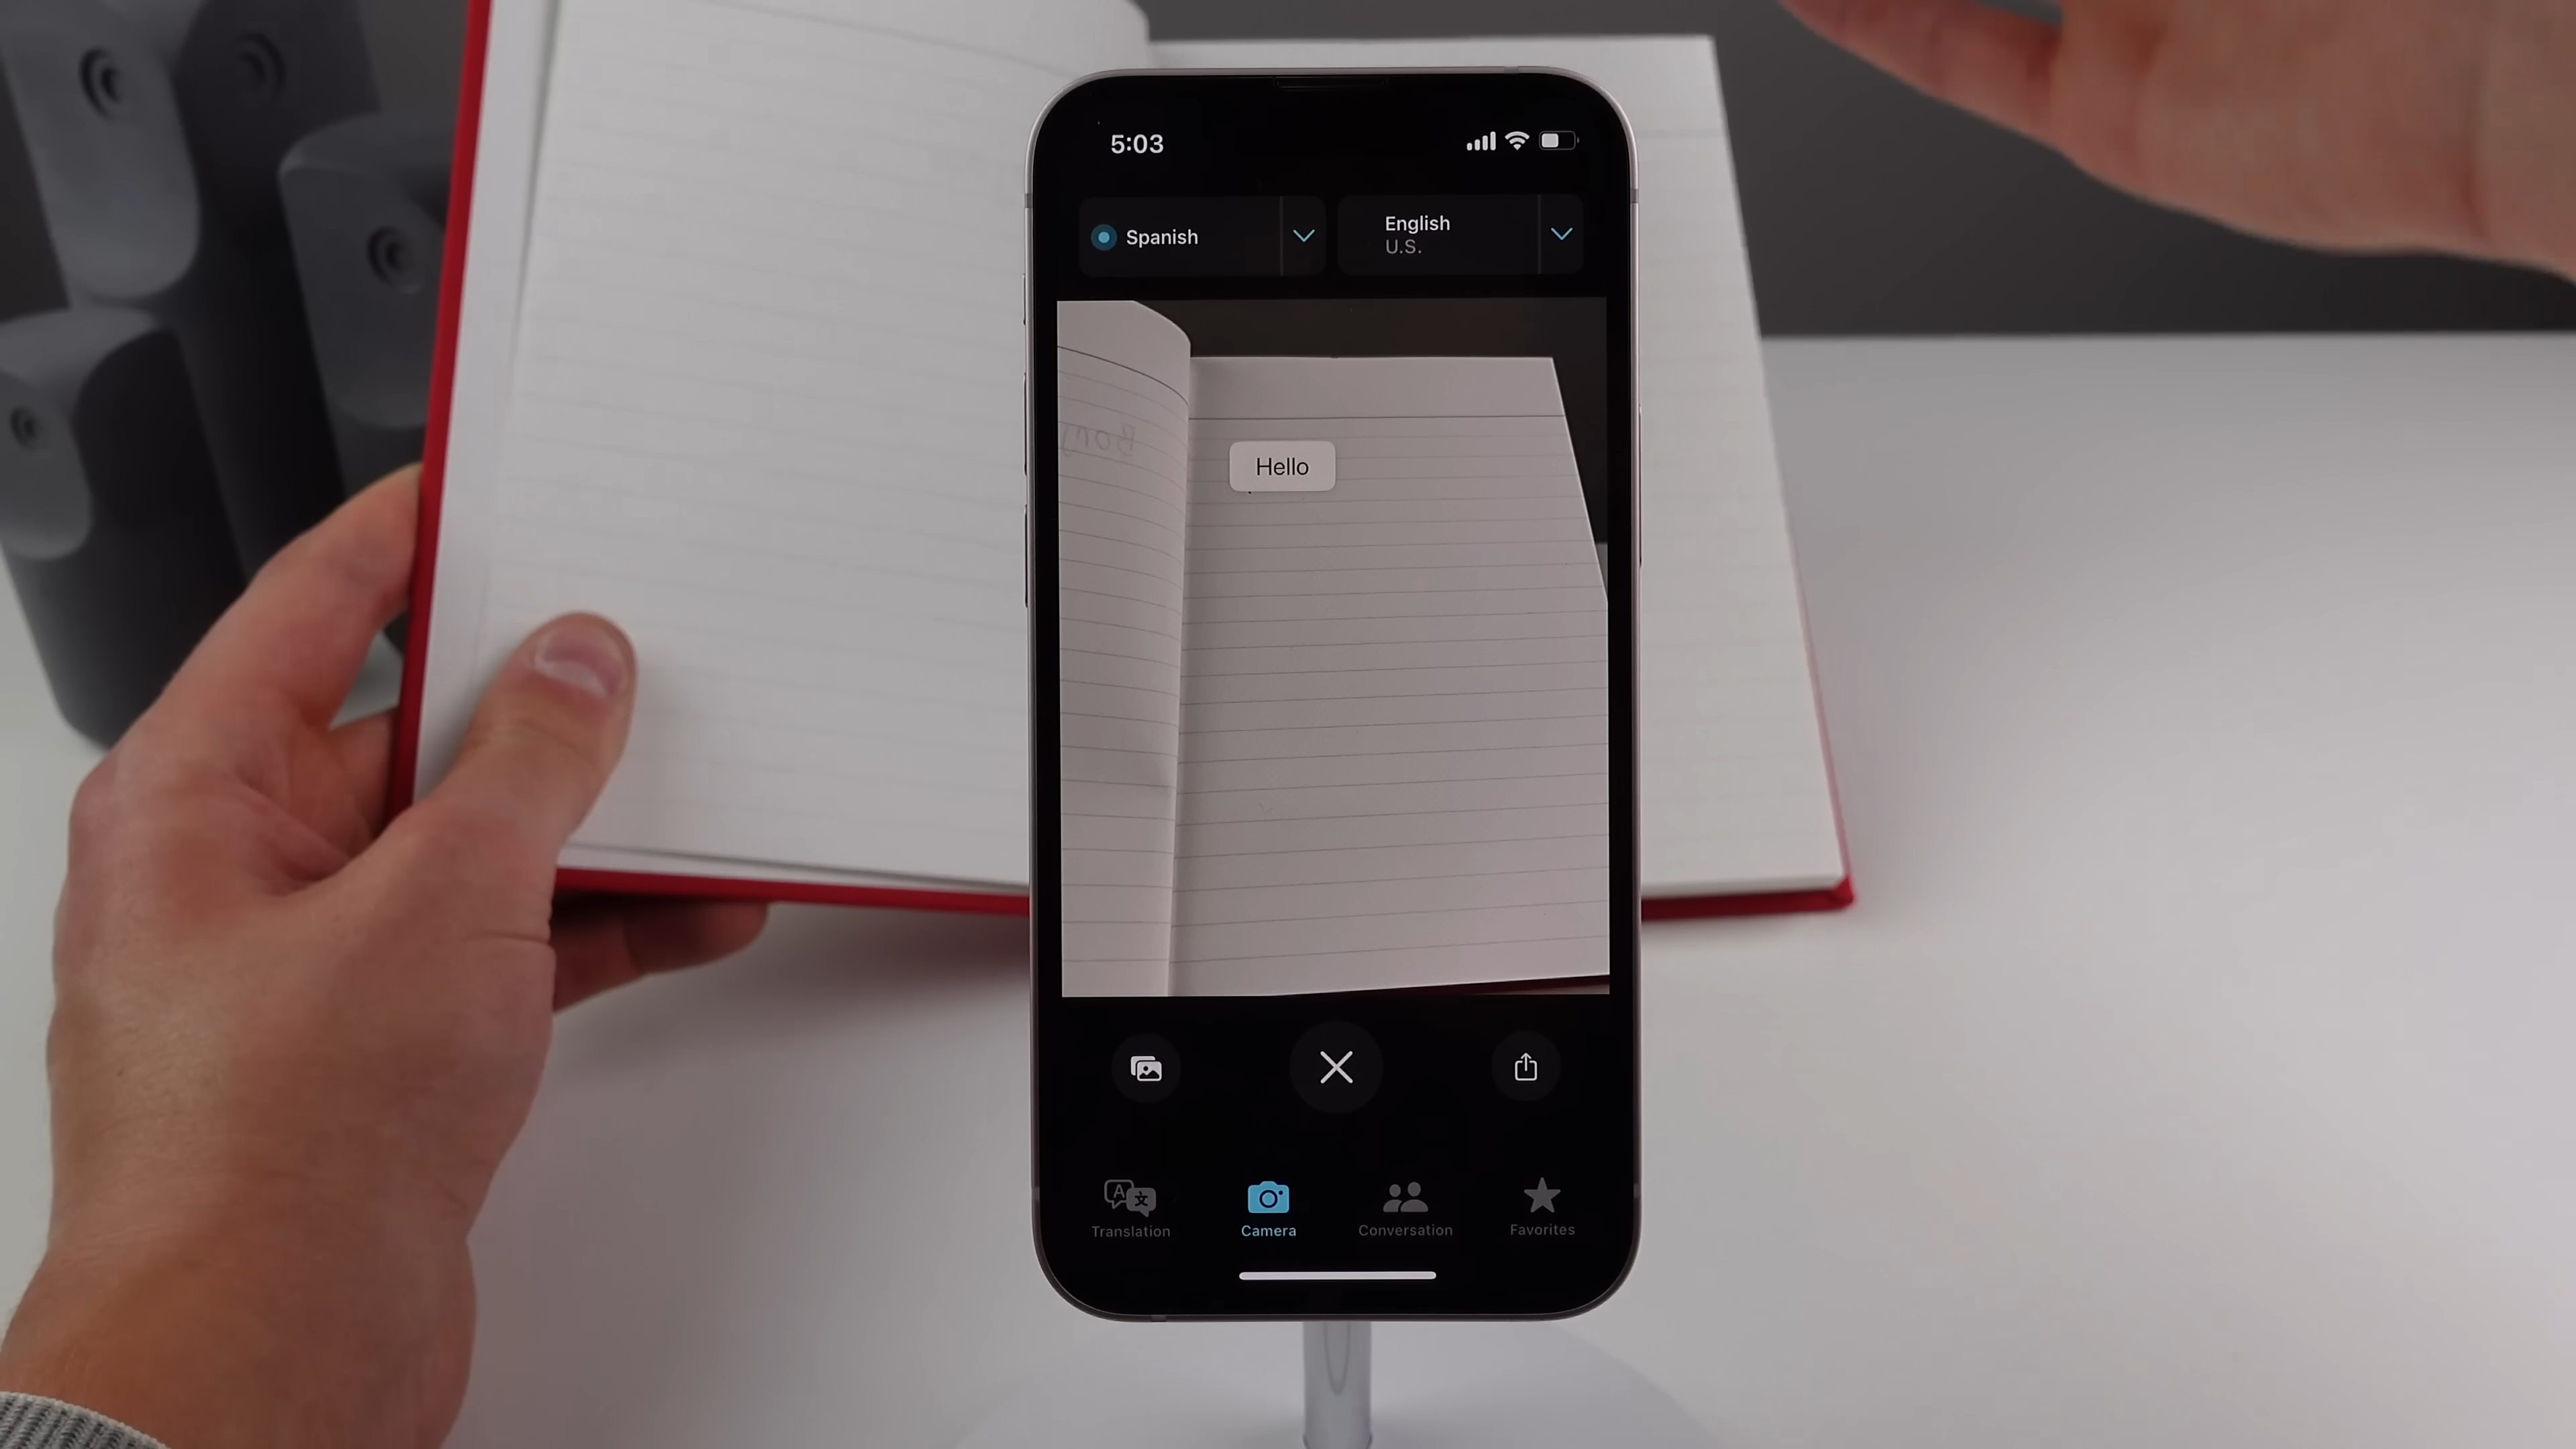 5:03
Spanish
English
U.S.
Hello
Translation
Camera
Conversation
Favorites